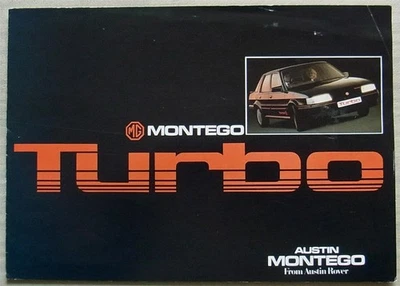 MG MONTEGO
Turbo
AUSTIN
MONTEGO
From Austin Rover